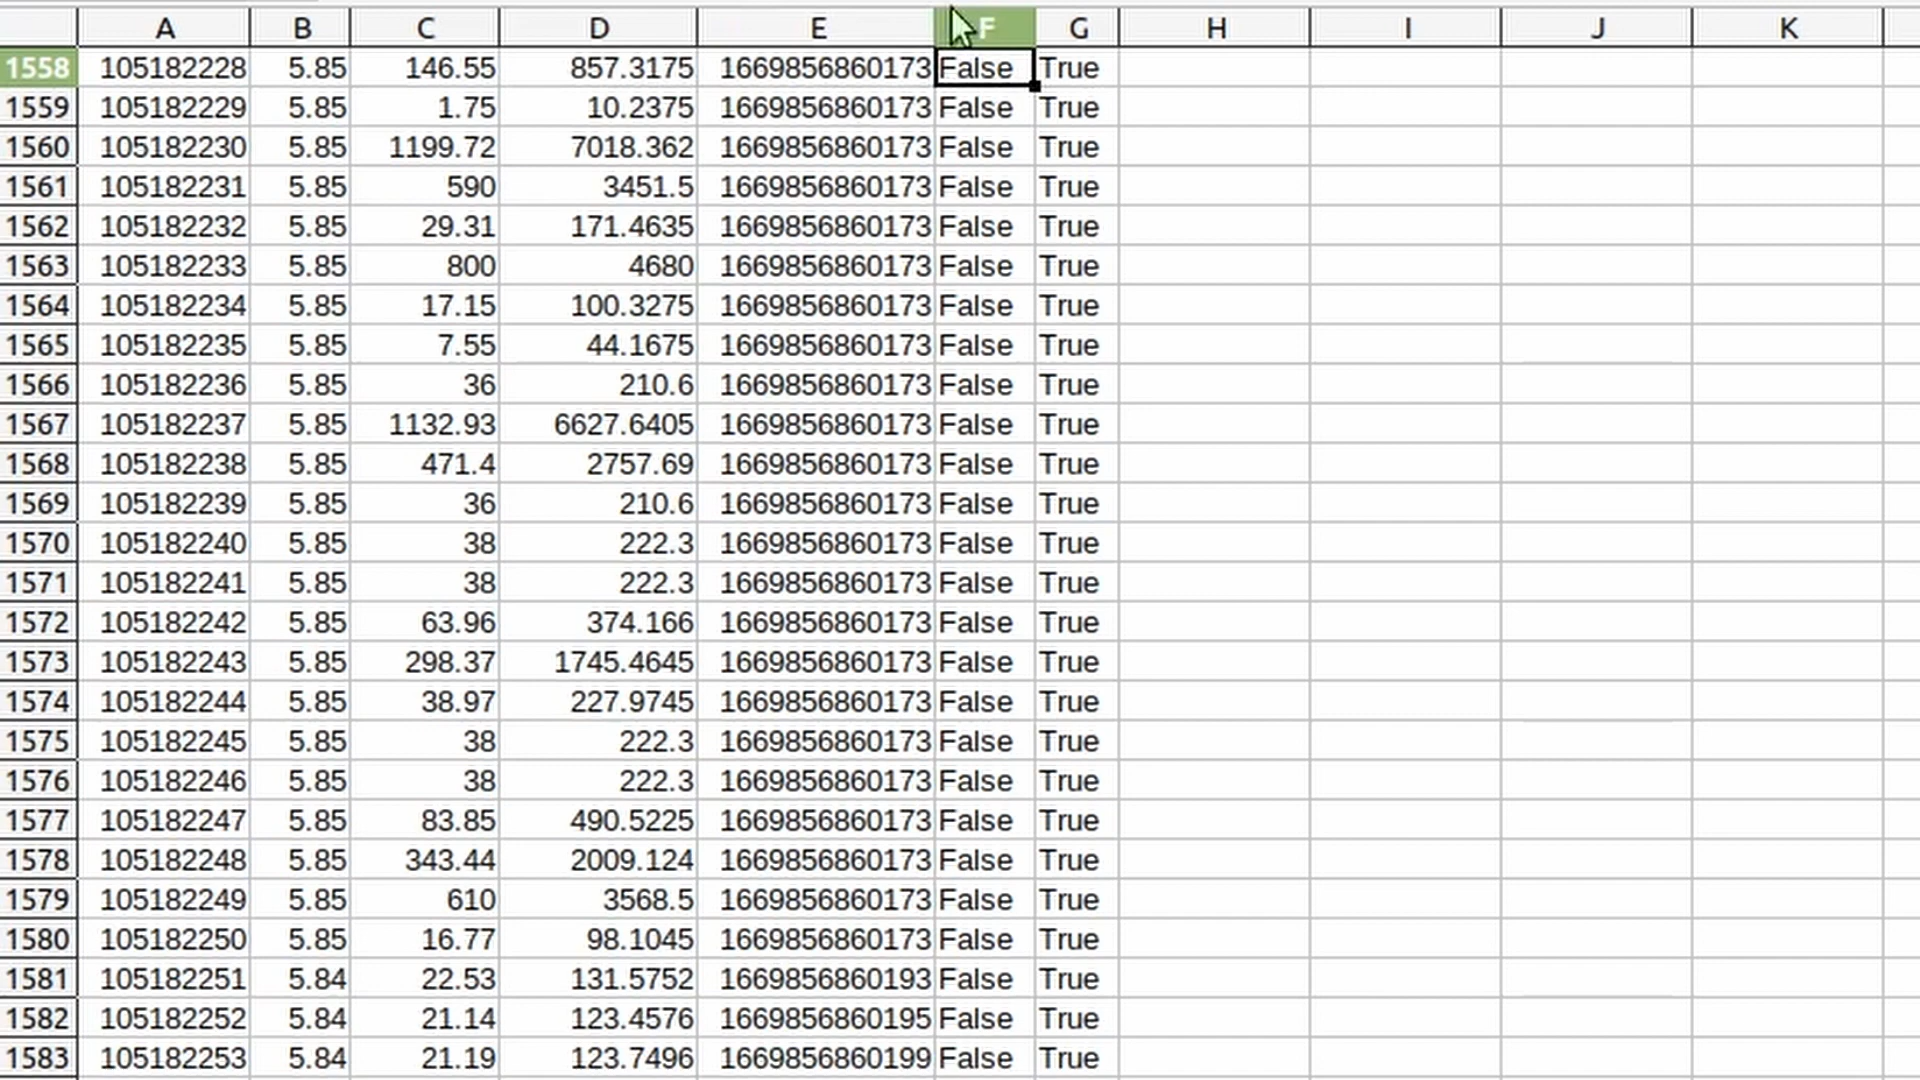 A B C D E F G H I J K
1558 105182228 5.85 146.55 857.3175 1669856860173 False True
1559 105182229 5.85 1.75 10.2375 1669856860173 False True
1560 105182230 5.85 1199.72 7018.362 1669856860173 False True
1561 105182231 5.85 590 3451.5 1669856860173 False True
1562 105182232 5.85 29.31 171.4635 1669856860173 False True
1563 105182233 5.85 800 4680 1669856860173 False True
1564 105182234 5.85 17.15 100.3275 1669856860173 False True
1565 105182235 5.85 7.55 44.1675 1669856860173 False True
1566 105182236 5.85 36 210.6 1669856860173 False True
1567 105182237 5.85 1132.93 6627.6405 1669856860173 False True
1568 105182238 5.85 471.4 2757.69 1669856860173 False True
1569 105182239 5.85 36 210.6 1669856860173 False True
1570 105182240 5.85 38 222.3 1669856860173 False True
1571 105182241 5.85 38 222.3 1669856860173 False True
1572 105182242 5.85 63.96 374.166 1669856860173 False True
1573 105182243 5.85 298.37 1745.4645 1669856860173 False True
1574 105182244 5.85 38.97 227.9745 1669856860173 False True
1575 105182245 5.85 38 222.3 1669856860173 False True
1576 105182246 5.85 38 222.3 1669856860173 False True
1577 105182247 5.85 83.85 490.5225 1669856860173 False True
1578 105182248 5.85 343.44 2009.124 1669856860173 False True
1579 105182249 5.85 610 3568.5 1669856860173 False True
1580 105182250 5.85 16.77 98.1045 1669856860173 False True
1581 105182251 5.84 22.53 131.5752 1669856860193 False True
1582 105182252 5.84 21.14 123.4576 1669856860195 False True
1583 105182253 5.84 21.19 123.7496 1669856860199 False True